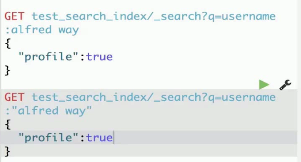 GET test_search_index/_search?q=username
:alfred way
{
  "profile":true
}
GET test_search_index/_search?q=username
:"alfred way"
{
  "profile":true
}